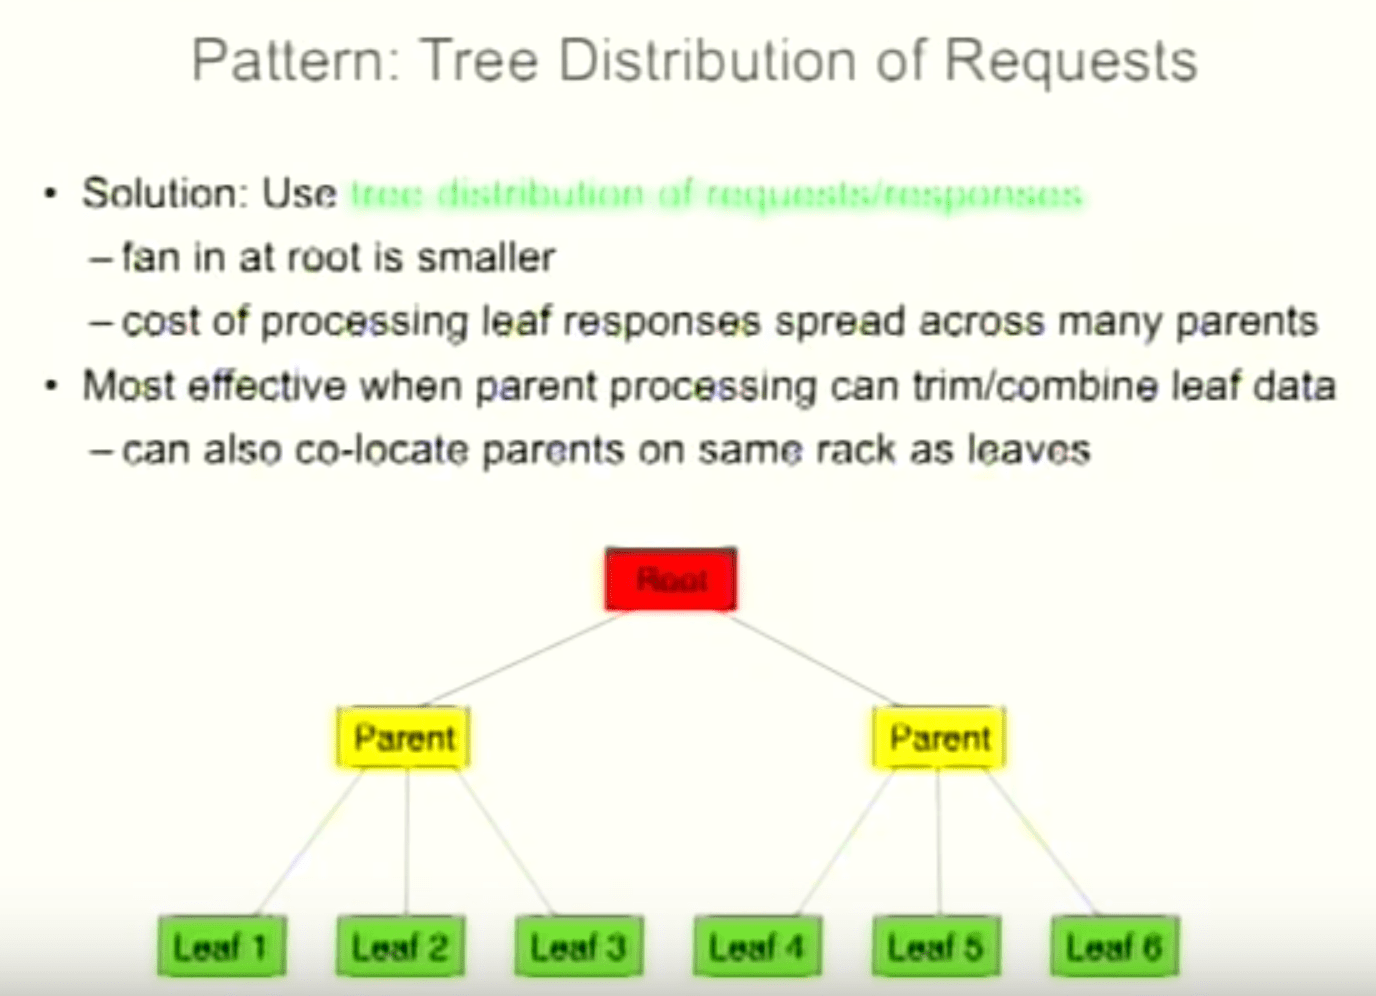 Pattern: Tree Distribution of Requests
• Solution: Use tree distribution of requests/responses
– fan in at root is smaller
– cost of processing leaf responses spread across many parents
• Most effective when parent processing can trim/combine leaf data
– can also co-locate parents on same rack as leaves
Root
Parent Parent
Leaf 1 Leaf 2 Leaf 3 Leaf 4 Leaf 5 Leaf 6